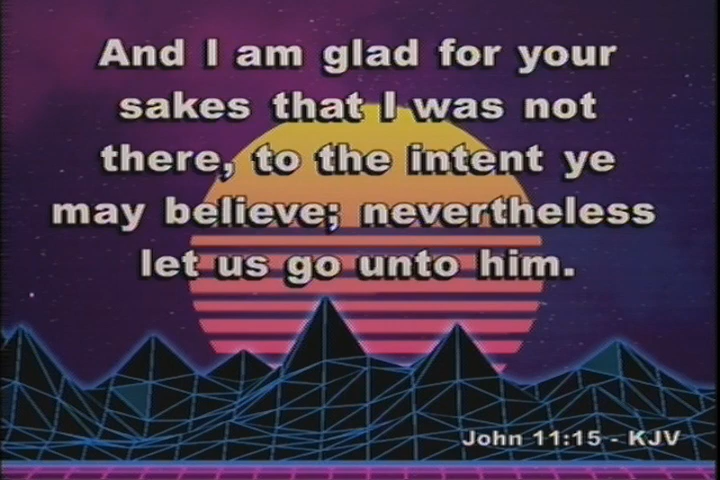 And I am glad for your
sakes that I was not
there, to the intent ye
may believe; nevertheless
let us go unto him.
John 11:15 - KJV